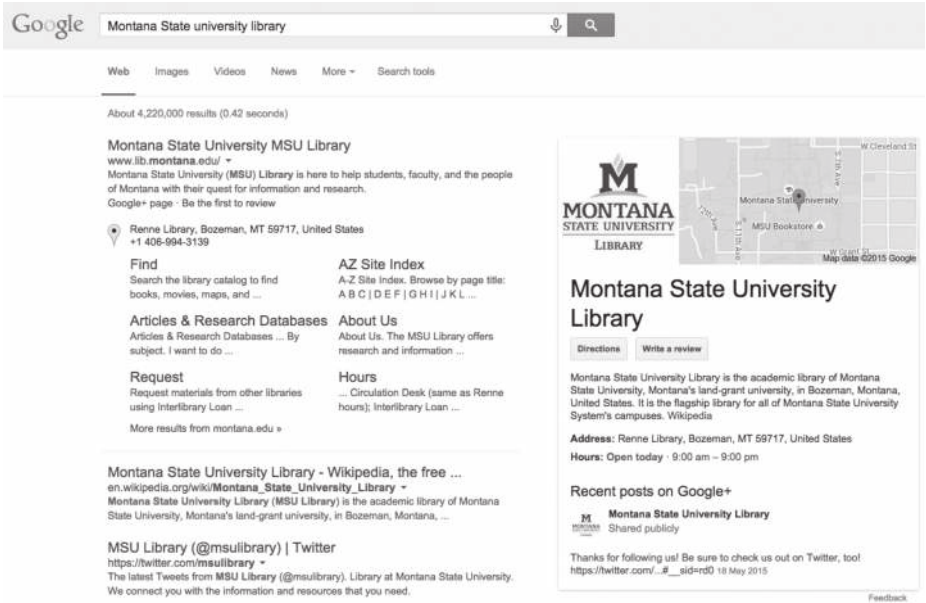 Google
Montana State university library
Web Images Videos News More Search tools
About 4,220,000 results (0.42 seconds)
Montana State University MSU Library
www.lib.montana.edu/
Montana State University (MSU) Library is here to help students, faculty, and the people
of Montana with their quest for information and research.
Google+ page · Be the first to review
Renne Library, Bozeman, MT 59717, United States
+1 406-994-3139
Find
Search the library catalog to find
books, movies, maps, and ...
AZ Site Index
A-Z Site Index. Browse by page title:
A B C | D E F | G H I | J K L ...
Articles & Research Databases
Articles & Research Databases ... By
subject. I want to do ...
About Us
About Us. The MSU Library offers
research and information ...
Request
Request materials from other libraries
using Interlibrary Loan ...
Hours
... Circulation Desk (same as Renne
hours); Interlibrary Loan ...
More results from montana.edu »
Montana State University Library - Wikipedia, the free ...
en.wikipedia.org/wiki/Montana_State_University_Library
Montana State University Library (MSU Library) is the academic library of Montana
State University, Montana's land-grant university, in Bozeman, Montana, ...
MSU Library (@msulibrary) | Twitter
https://twitter.com/msulibrary
The latest Tweets from MSU Library (@msulibrary). Library at Montana State University.
We connect you with the information and resources that you need.
M
MONTANA
STATE UNIVERSITY
LIBRARY
W Cleveland St
S 7th Ave
Montana State University
MSU Bookstore
S 11th Ave
W Grant St
Map data ©2015 Google
Montana State University
Library
Directions Write a review
Montana State University Library is the academic library of Montana
State University, Montana's land-grant university, in Bozeman, Montana,
United States. It is the flagship library for all of Montana State University
System's campuses. Wikipedia
Address: Renne Library, Bozeman, MT 59717, United States
Hours: Open today · 9:00 am – 9:00 pm
Recent posts on Google+
M
MONTANA
Montana State University Library
Shared publicly
Thanks for following us! Be sure to check us out on Twitter, too!
https://twitter.com/...#__sid=rd0 18 May 2015
Feedback